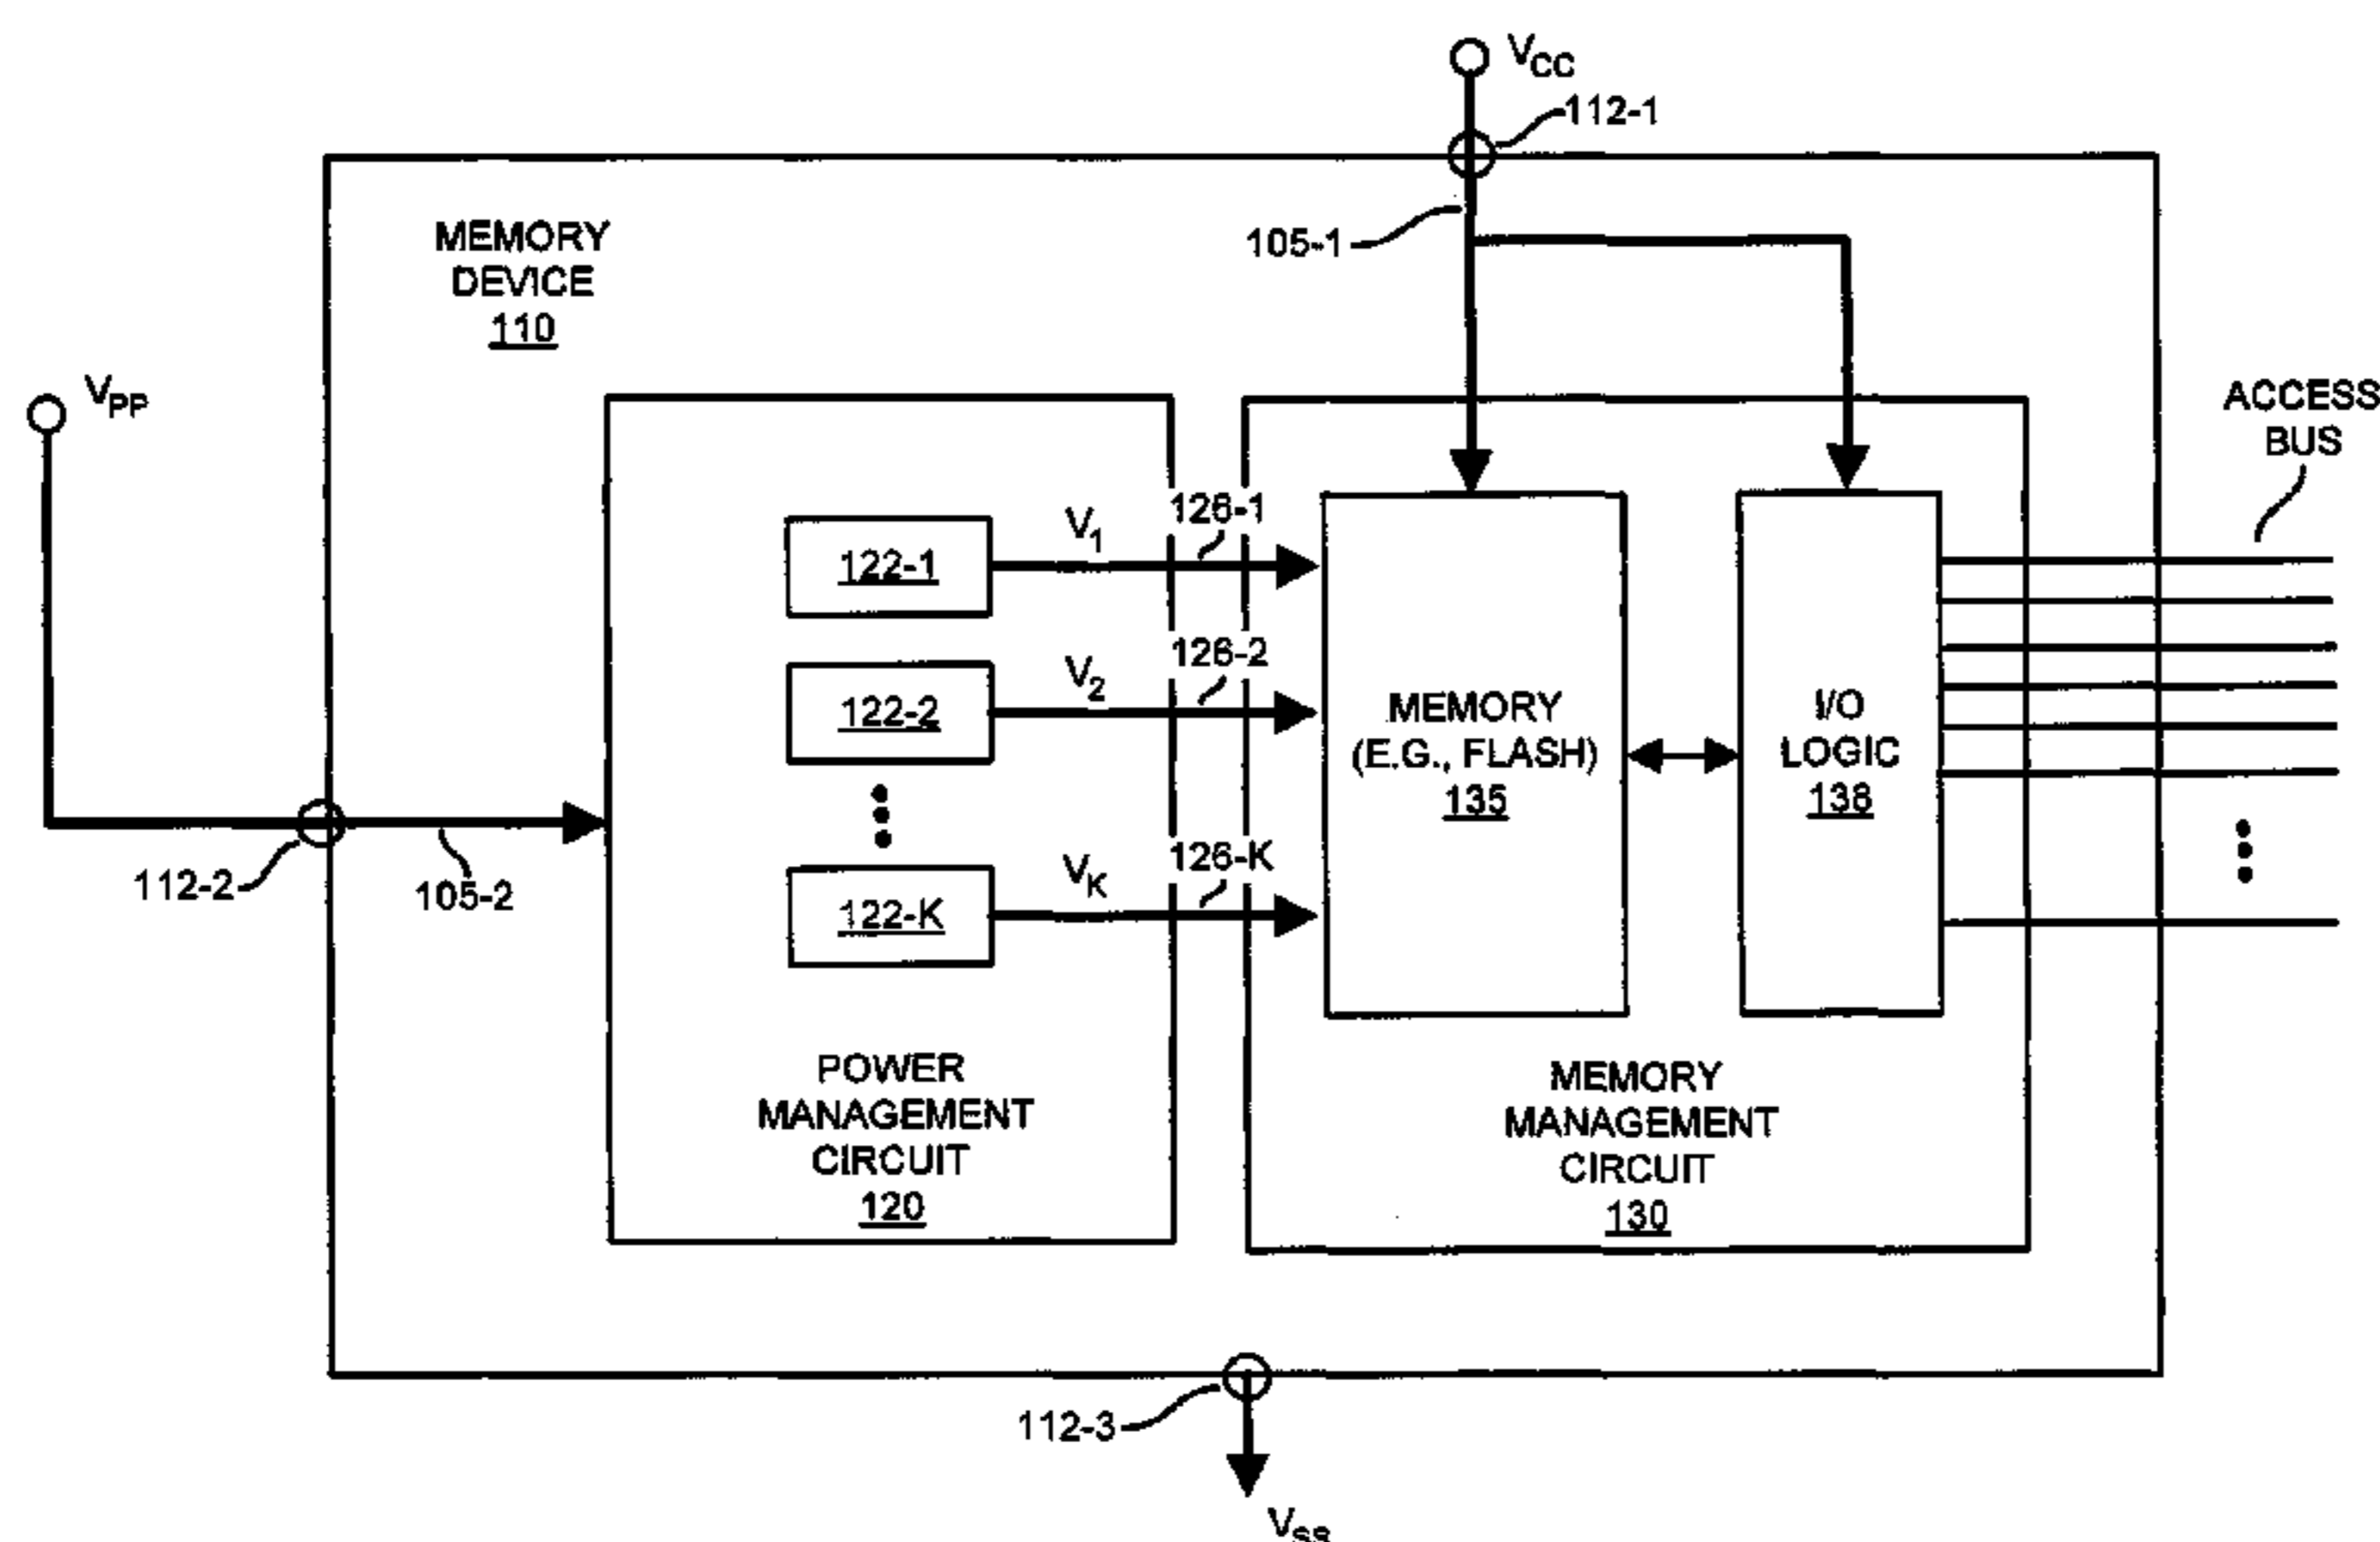 VCC
112-1
105-1
MEMORY
DEVICE
110
VPP
ACCESS
BUS
122-1
V1
126-1
122-2
V2
126-2
122-K
VK
126-K
MEMORY
(E.G., FLASH)
135
I/O
LOGIC
138
112-2
105-2
POWER
MANAGEMENT
CIRCUIT
120
MEMORY
MANAGEMENT
CIRCUIT
130
112-3
VSS